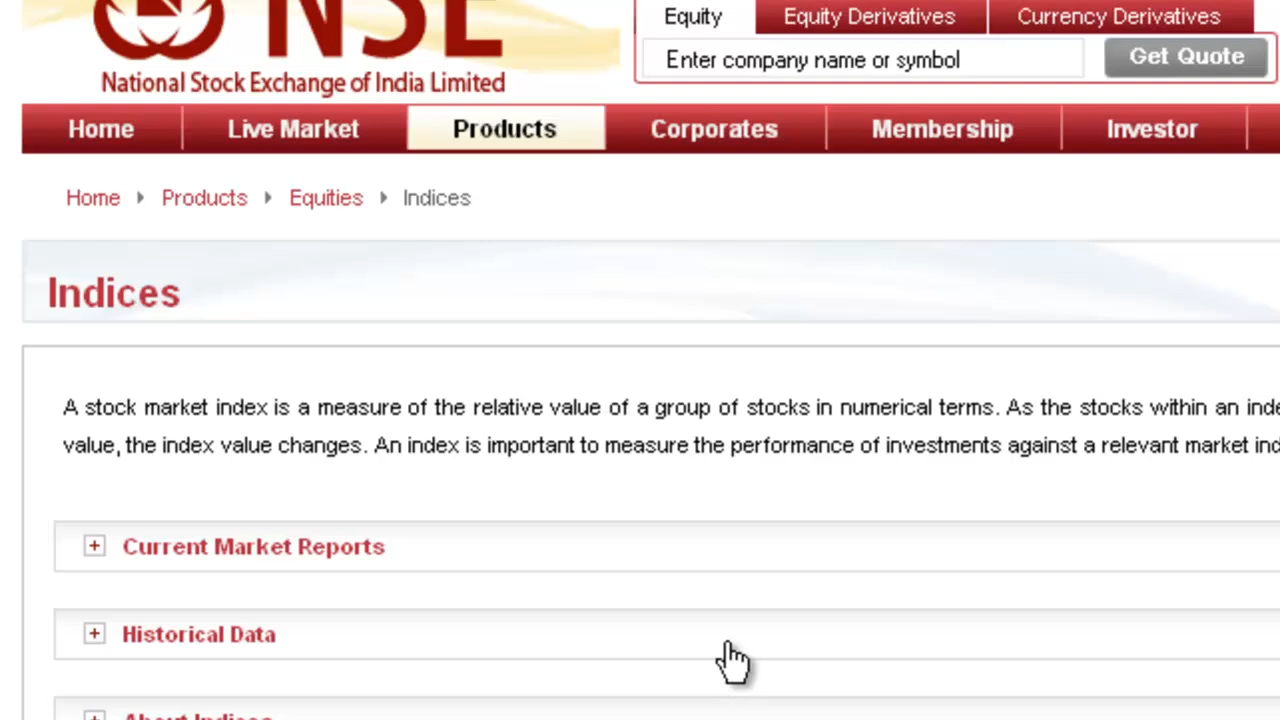 NSE
National Stock Exchange of India Limited
Equity
Equity Derivatives
Currency Derivatives
Enter company name or symbol
Get Quote
Home
Live Market
Products
Corporates
Membership
Investor
Home
Products
Equities
Indices
Indices
A stock market index is a measure of the relative value of a group of stocks in numerical terms. As the stocks within an
value, the index value changes. An index is important to measure the performance of investments against a relevant market
Current Market Reports
Historical Data
About Indices